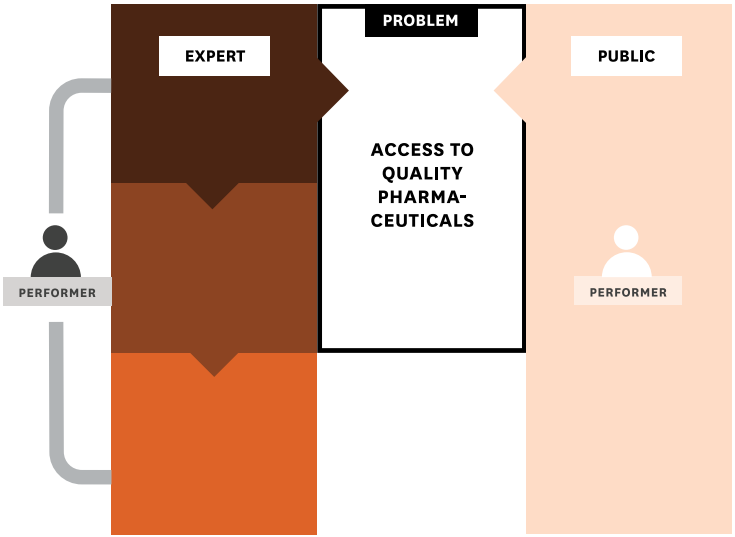 PROBLEM
EXPERT
PUBLIC
ACCESS TO
QUALITY
PHARMA-
CEUTICALS
PERFORMER
PERFORMER